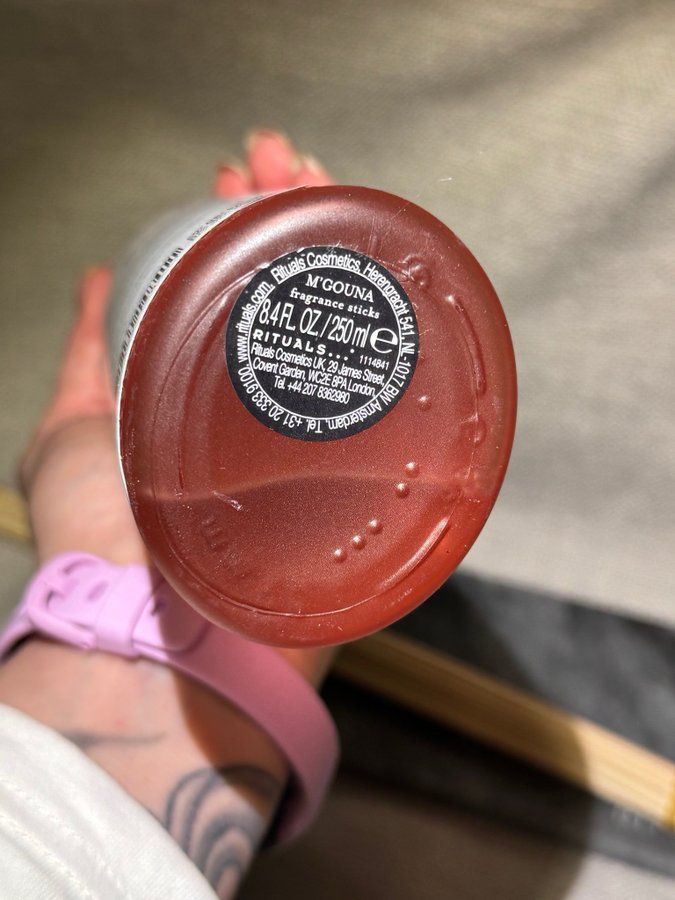 Rituals Cosmetics, Herengracht 541, NL 1017 BW Amsterdam. Tel. +31 20 333 9100, www.rituals.com.
M'GOUNA
fragrance sticks
8.4 FL. OZ. / 250 ml e
RITUALS...
1114841
Rituals Cosmetics UK, 29 James Street,
Covent Garden, WC2E 8PA London,
Tel. +44 207 8362980